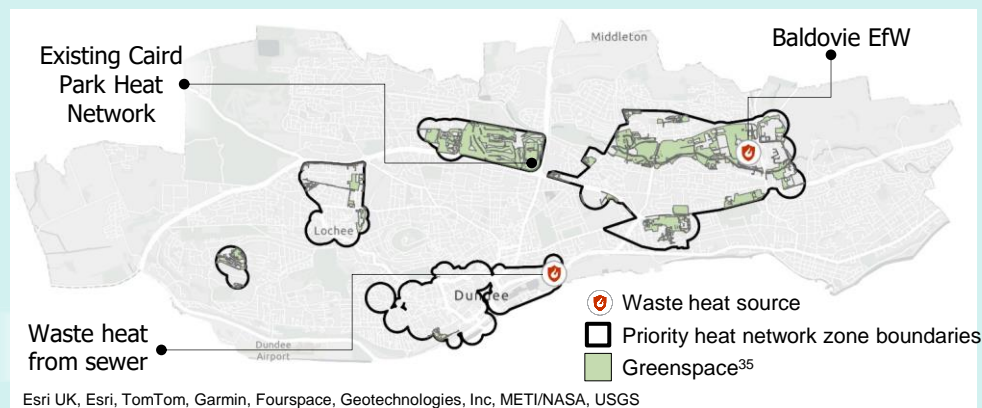 Middleton
Baldovie EfW
Existing Caird
Park Heat
Network
Lochee
Dundee
Waste heat
from sewer
Dundee
Airport
Waste heat source
Priority heat network zone boundaries
Greenspace³⁵
Esri UK, Esri, TomTom, Garmin, Fourspace, Geotechnologies, Inc, METI/NASA, USGS